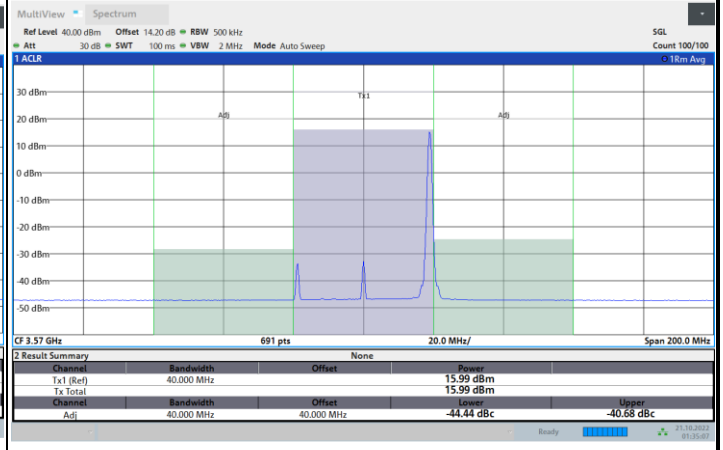 MultiView Spectrum
Ref Level 40.00 dBm Offset 14.20 dB RBW 500 kHz SGL
Att 30 dB SWT 100 ms VBW 2 MHz Mode Auto Sweep Count 100/100
1 ACLR 1Rm Avg
30 dBm
Tx1
20 dBm Adj Adj
10 dBm
0 dBm
-10 dBm
-20 dBm
-30 dBm
-40 dBm
-50 dBm
CF 3.57 GHz 691 pts 20.0 MHz/ Span 200.0 MHz
2 Result Summary None
Channel Bandwidth Offset Power
Tx1 (Ref) 40.000 MHz 15.99 dBm
Tx Total 15.99 dBm
Channel Bandwidth Offset Lower Upper
Adj 40.000 MHz 40.000 MHz -44.44 dBc -40.68 dBc
Ready 21.10.2022
01:35:07